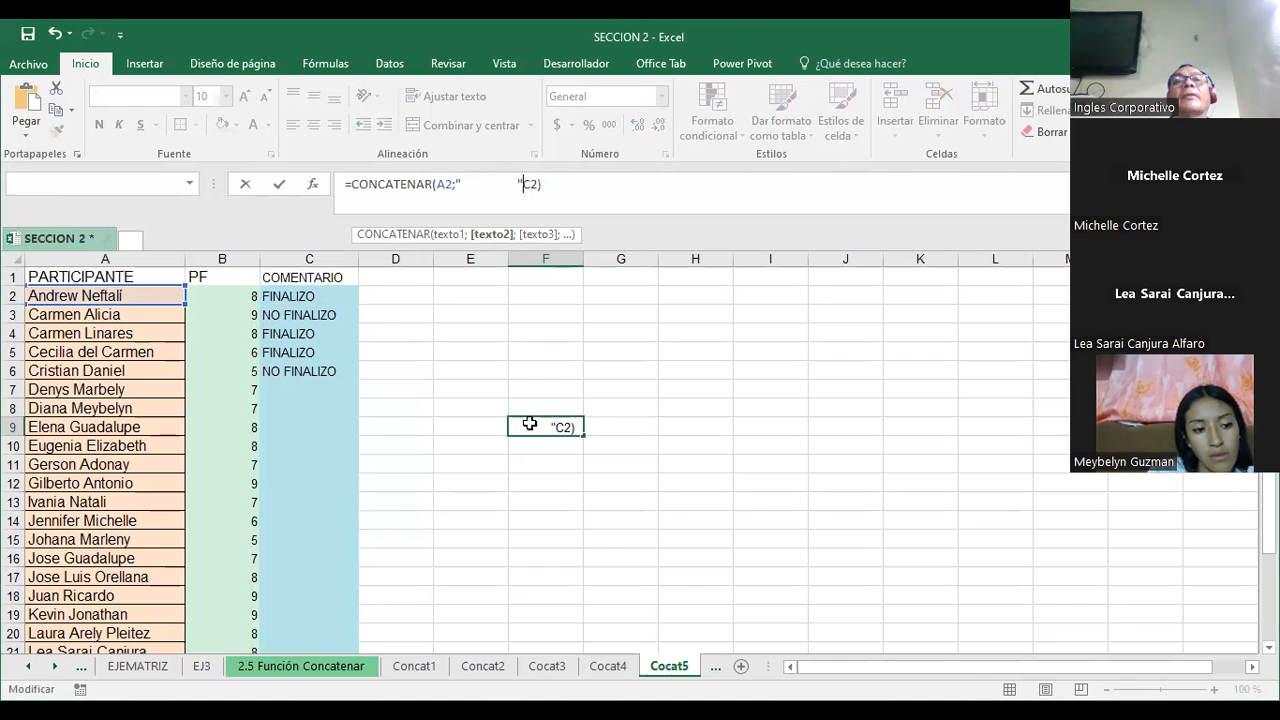 SECCION 2 - Excel
Archivo Inicio Insertar Diseño de página Fórmulas Datos Revisar Vista Desarrollador Office Tab Power Pivot ¿Qué desea hacer?
Pegar
10
N K S
Ajustar texto
Combinar y centrar
General
Formato condicional
Dar formato como tabla
Estilos de celda
Insertar
Eliminar
Formato
Autosu
Rellena
Borrar
Portapapeles Fuente Alineación Número Estilos Celdas
=CONCATENAR(A2;" "C2)
CONCATENAR(texto1; [texto2]; [texto3]; ...)
SECCION 2 *
A B C D E F G H I J K L M
1 PARTICIPANTE PF COMENTARIO
2 Andrew Neftalí 8 FINALIZO
3 Carmen Alicia 9 NO FINALIZO
4 Carmen Linares 8 FINALIZO
5 Cecilia del Carmen 6 FINALIZO
6 Cristian Daniel 5 NO FINALIZO
7 Denys Marbely 7
8 Diana Meybelyn 7
9 Elena Guadalupe 8 "C2)
10 Eugenia Elizabeth 8
11 Gerson Adonay 7
12 Gilberto Antonio 9
13 Ivania Natali 7
14 Jennifer Michelle 6
15 Johana Marleny 5
16 Jose Guadalupe 7
17 Jose Luis Orellana 8
18 Juan Ricardo 9
19 Kevin Jonathan 9
20 Laura Arely Pleitez 8
21 Lea Sarai Canjura 8
... EJEMATRIZ EJ3 2.5 Función Concatenar Concat1 Concat2 Cocat3 Cocat4 Cocat5 ...
Modificar
100 %
Ingles Corporativo
Michelle Cortez
Michelle Cortez
Lea Sarai Canjura...
Lea Sarai Canjura Alfaro
Meybelyn Guzman